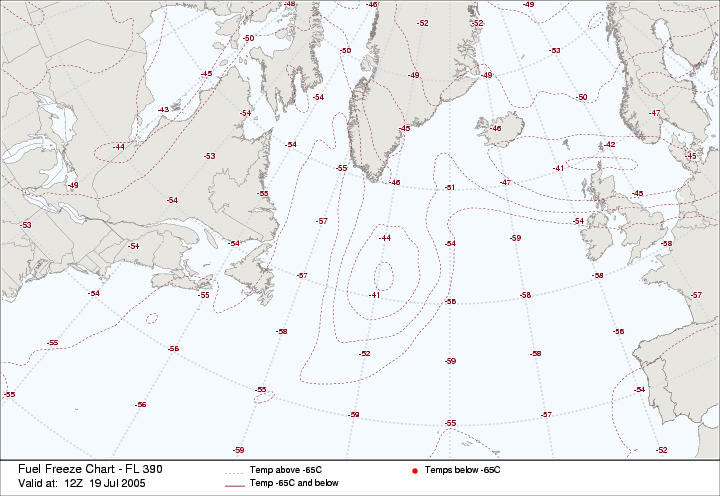 -48 -46 -49
-52 -52
-50 -50 -53
-45 -49 -49
-54 -50
-43 -54 -47
-45 -46
-44 -54 -42
-53 -45
-55 -41
-49 -46 -51 -47
-55 -48
-54
-53 -57 -54
-54 -54 -44 -54 -59 -58
-57 -58
-54 -55 -41 -56 -58 -57
-58 -56
-55 -56 -52 -59 -58
-55 -55 -54
-56 -59 -55 -57
-59 -52
Fuel Freeze Chart - FL 390
Valid at: 12Z 19 Jul 2005
Temp above -65C
Temp -65C and below
Temps below -65C